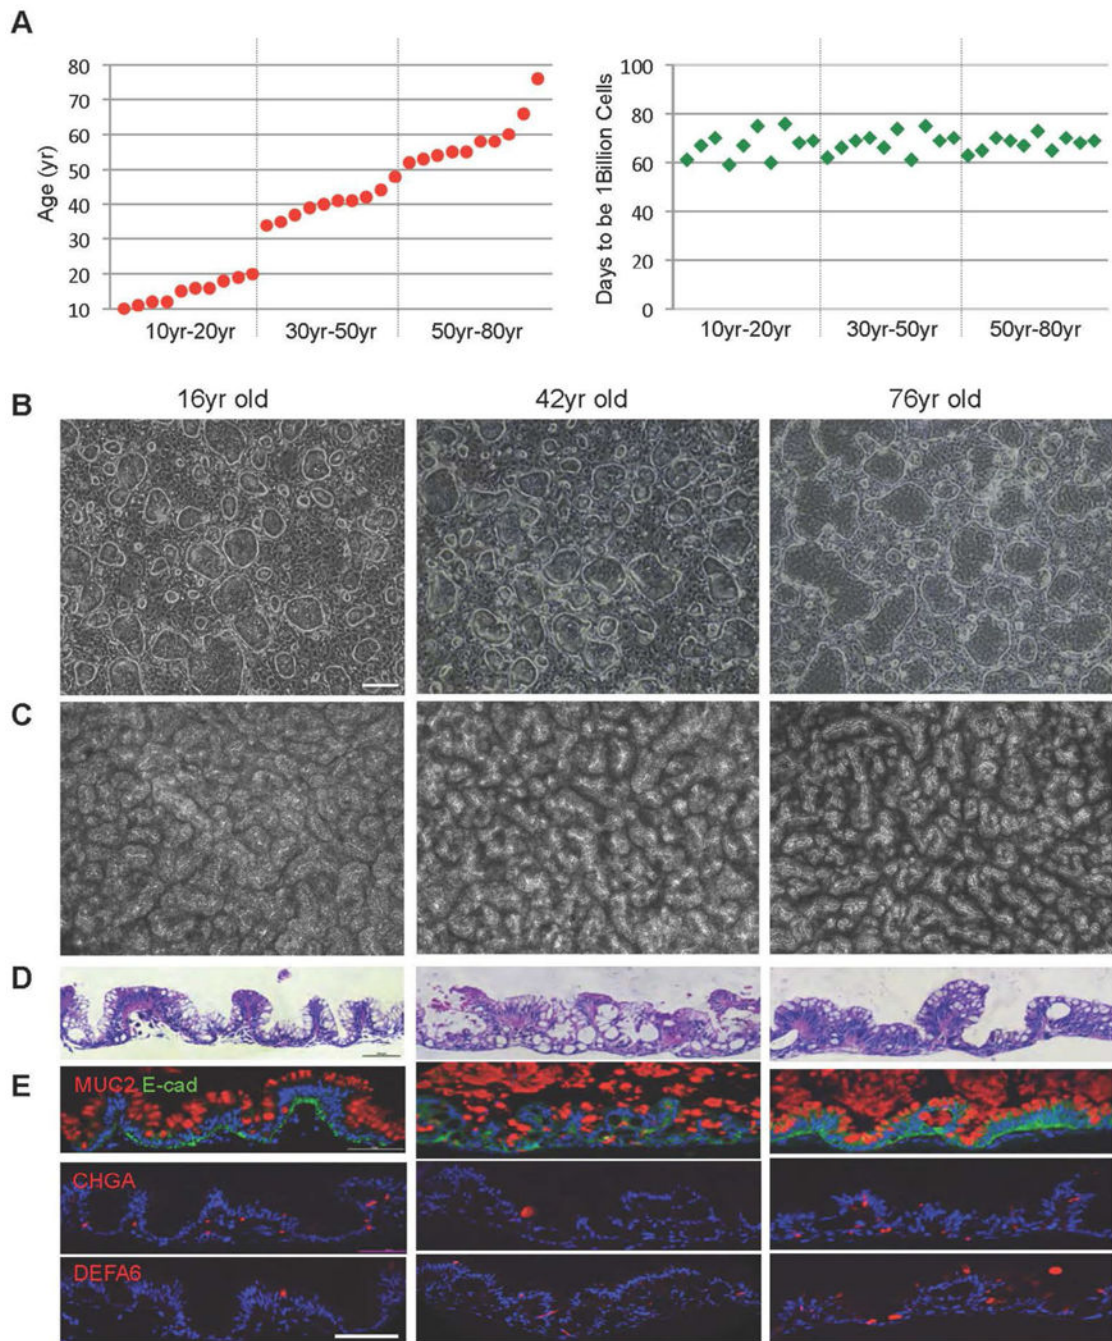 A
80
70
60
50
40
30
20
10
Age (yr)
10yr-20yr 30yr-50yr 50yr-80yr
100
80
60
40
20
0
Days to be 1Billion Cells
10yr-20yr 30yr-50yr 50yr-80yr
16yr old 42yr old 76yr old
B
C
D
E
MUC2 E-cad
CHGA
DEFA6